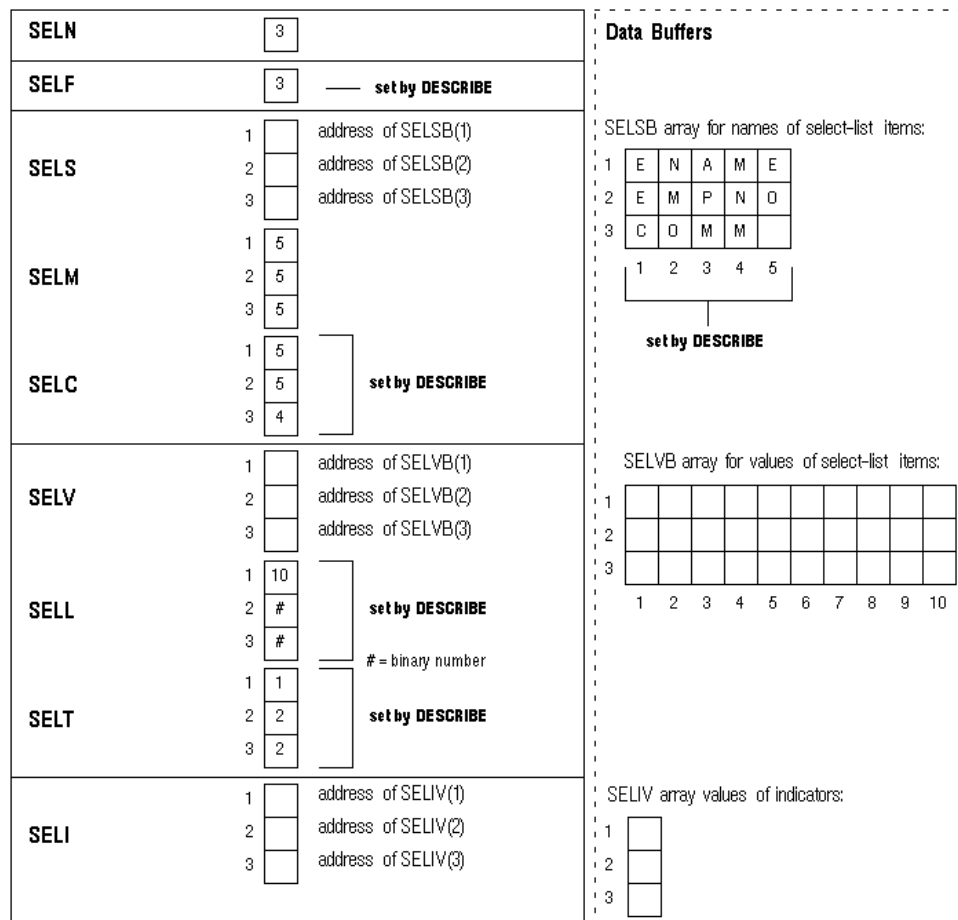 SELN 3
SELF 3 set by DESCRIBE
SELS
1 address of SELSB(1)
2 address of SELSB(2)
3 address of SELSB(3)
SELM
1 5
2 5
3 5
SELC
1 5
2 5
3 4
set by DESCRIBE
SELV
1 address of SELVB(1)
2 address of SELVB(2)
3 address of SELVB(3)
SELL
1 10
2 #
3 #
set by DESCRIBE
# = binary number
SELT
1 1
2 2
3 2
set by DESCRIBE
SELI
1 address of SELIV(1)
2 address of SELIV(2)
3 address of SELIV(3)
Data Buffers
SELSB array for names of select-list items:
1 E N A M E
2 E M P N O
3 C O M M
1 2 3 4 5
set by DESCRIBE
SELVB array for values of select-list items:
1
2
3
1 2 3 4 5 6 7 8 9 10
SELIV array values of indicators:
1
2
3